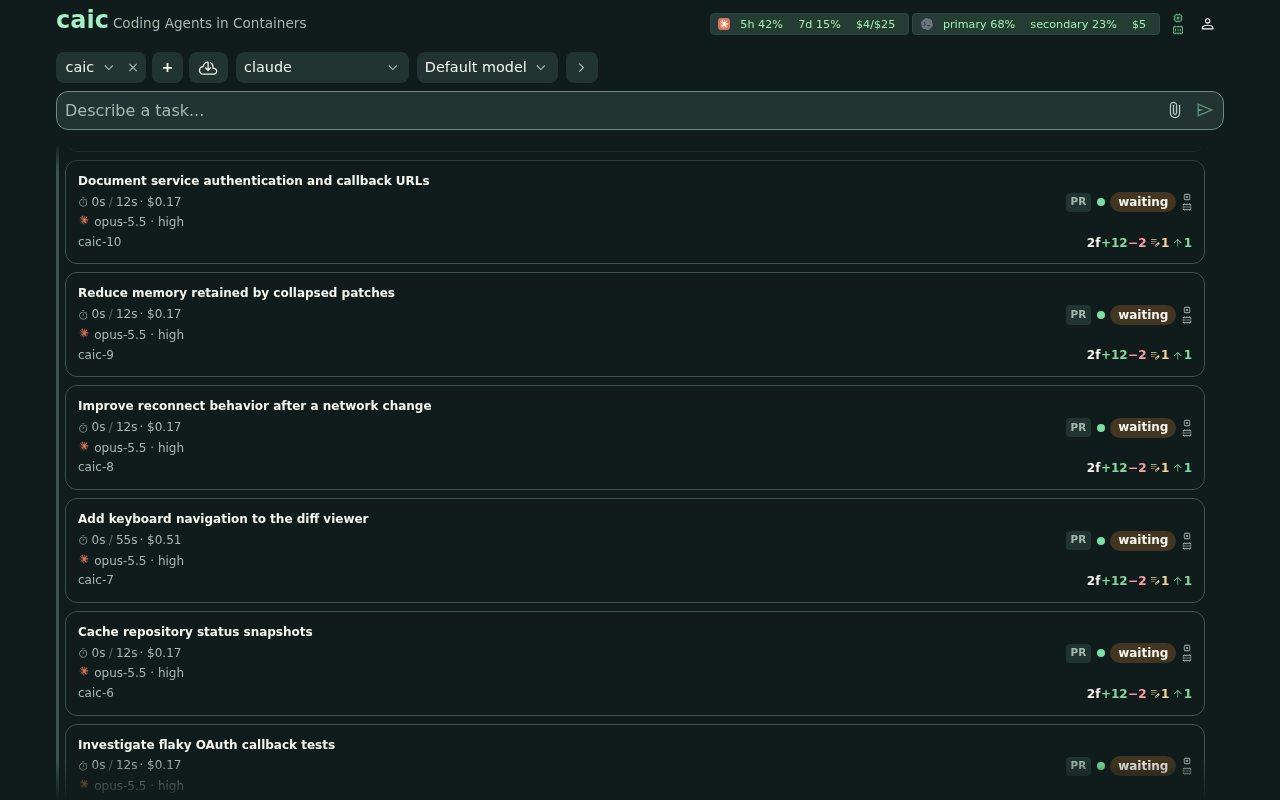 caic Coding Agents in Containers
5h 42% 7d 15% $4/$25 primary 68% secondary 23% $5
caic + claude Default model
Describe a task...
Document service authentication and callback URLs
0s / 12s · $0.17
PR waiting
opus-5.5 · high
caic-10
2f+12−2 1 ↑1
Reduce memory retained by collapsed patches
0s / 12s · $0.17
PR waiting
opus-5.5 · high
caic-9
2f+12−2 1 ↑1
Improve reconnect behavior after a network change
0s / 12s · $0.17
PR waiting
opus-5.5 · high
caic-8
2f+12−2 1 ↑1
Add keyboard navigation to the diff viewer
0s / 55s · $0.51
PR waiting
opus-5.5 · high
caic-7
2f+12−2 1 ↑1
Cache repository status snapshots
0s / 12s · $0.17
PR waiting
opus-5.5 · high
caic-6
2f+12−2 1 ↑1
Investigate flaky OAuth callback tests
0s / 12s · $0.17
PR waiting
opus-5.5 · high